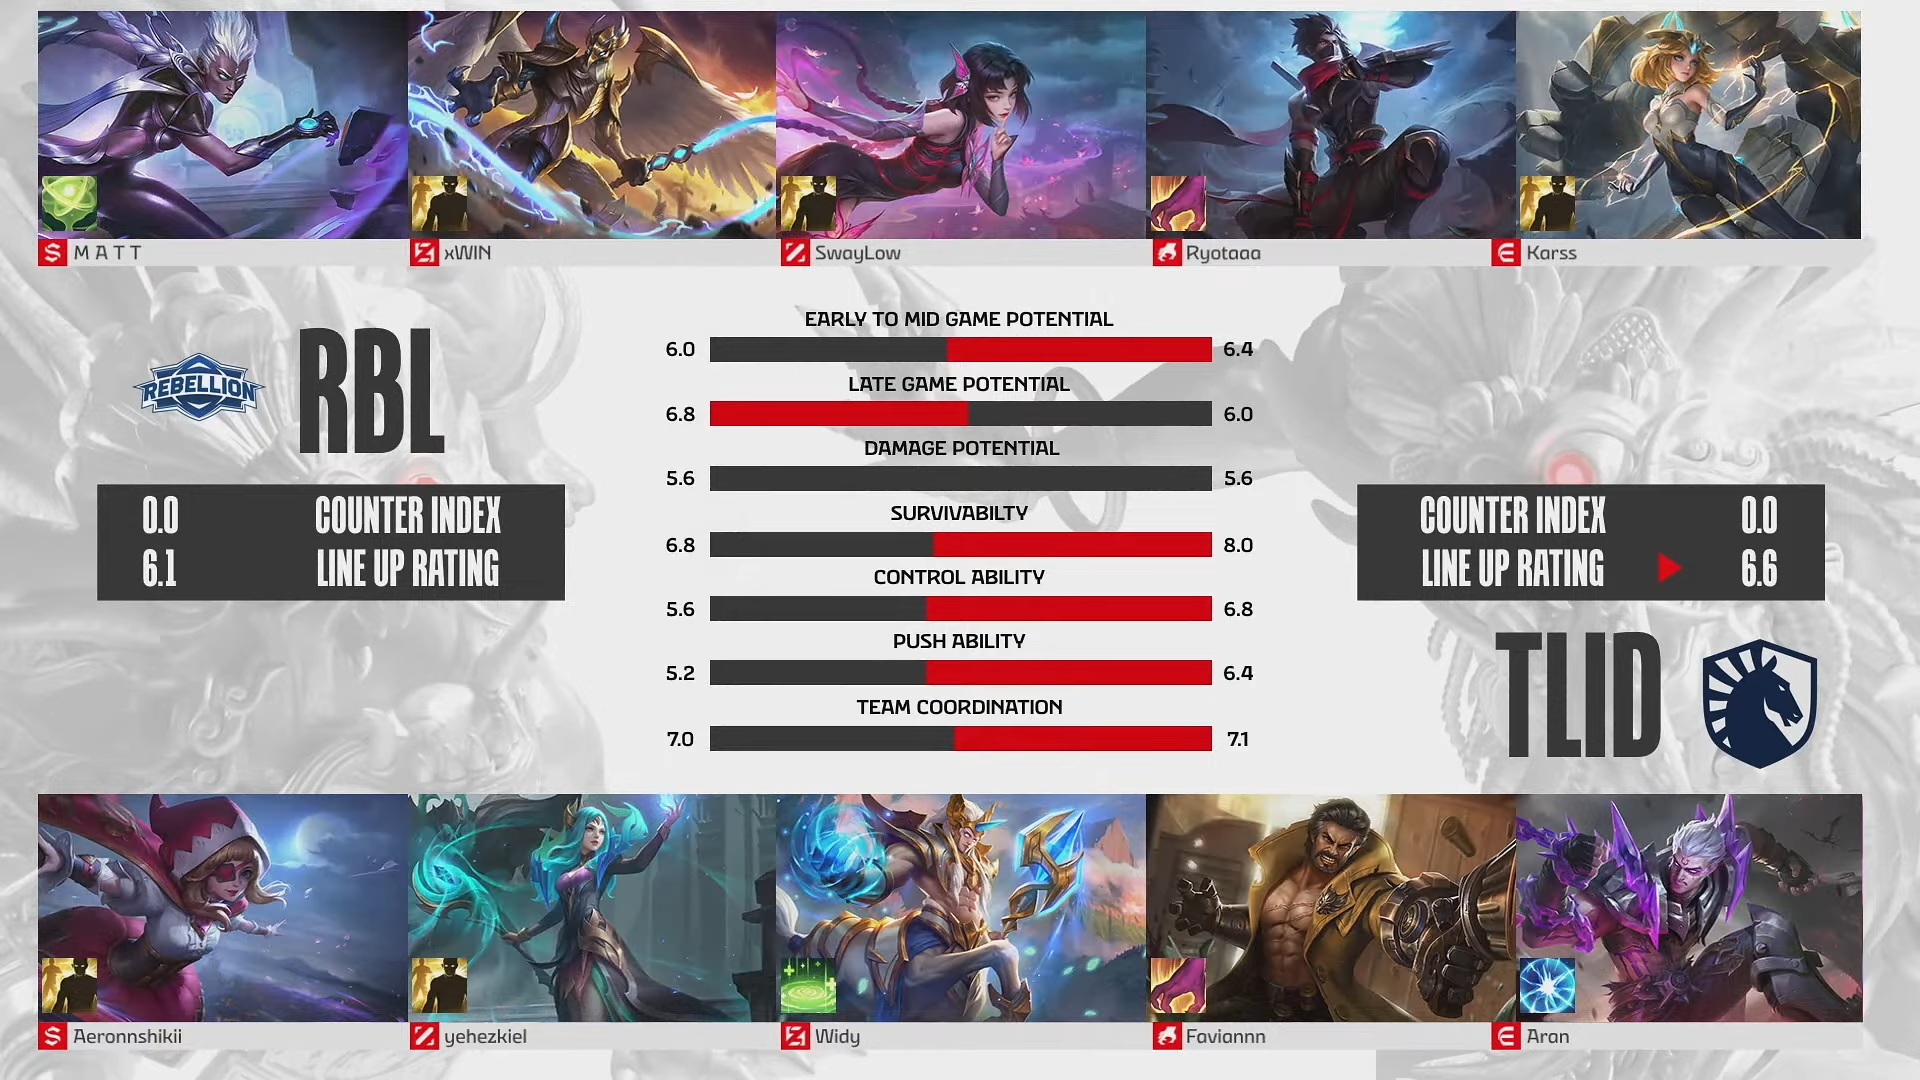 M A T T
xWIN
SwayLow
Ryotaaa
Karss
REBELLION
RBL
0.0 COUNTER INDEX
6.1 LINE UP RATING
EARLY TO MID GAME POTENTIAL
6.0 6.4
LATE GAME POTENTIAL
6.8 6.0
DAMAGE POTENTIAL
5.6 5.6
SURVIVABILTY
6.8 8.0
CONTROL ABILITY
5.6 6.8
PUSH ABILITY
5.2 6.4
TEAM COORDINATION
7.0 7.1
COUNTER INDEX 0.0
LINE UP RATING 6.6
TLID
Aeronnshikii
yehezkiel
Widy
Faviannn
Aran